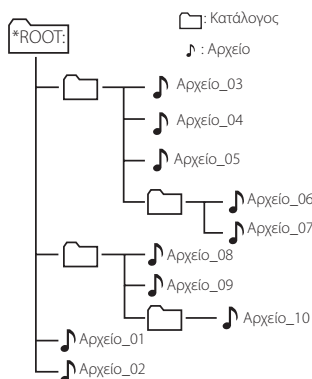 *ROOT:
: Κατάλογος
: Αρχείο
Αρχείο_03
Αρχείο_04
Αρχείο_05
Αρχείο_06
Αρχείο_07
Αρχείο_08
Αρχείο_09
Αρχείο_10
Αρχείο_01
Αρχείο_02